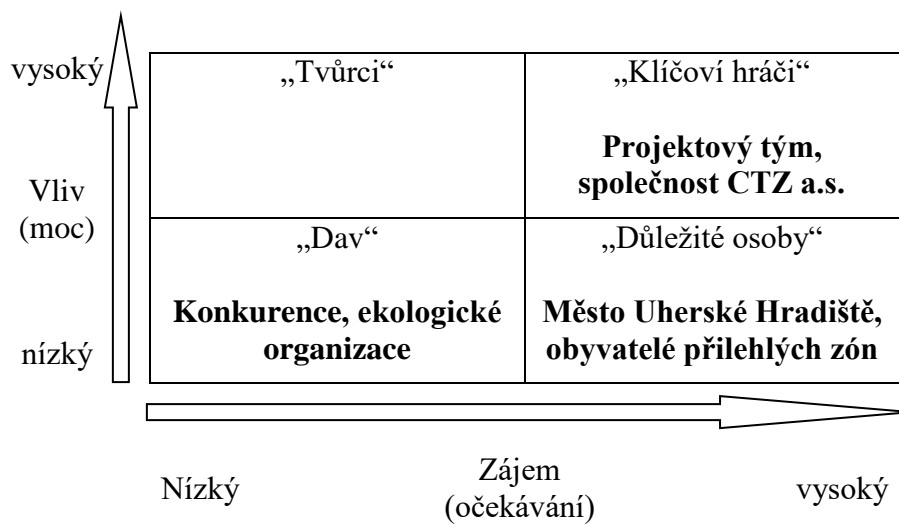 vysoký
„Tvůrci“
„Klíčoví hráči“
Projektový tým,
společnost CTZ a.s.
Vliv
(moc)
„Dav“
„Důležité osoby“
Konkurence, ekologické
organizace
Město Uherské Hradiště,
obyvatelé přilehlých zón
nízký
Nízký
Zájem
(očekávání)
vysoký